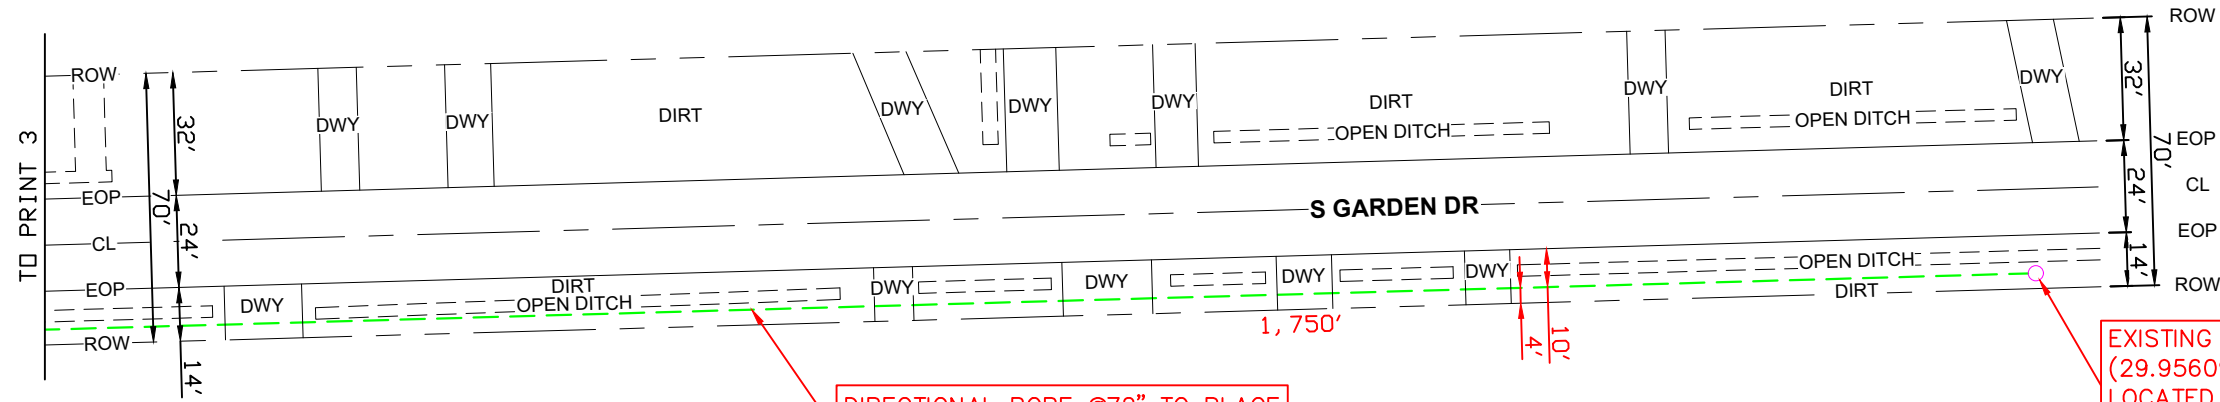 ROW
ROW
32'
DWY
DWY
DIRT
DWY
DWY
DWY
DIRT
OPEN DITCH
DWY
DIRT
OPEN DITCH
DWY
32'
TO PRINT 3
EOP
EOP
70'
70'
24'
24'
CL
CL
S GARDEN DR
EOP
EOP
DIRT
OPEN DITCH
DWY
DWY
DWY
DWY
DWY
OPEN DITCH
14'
DIRT
ROW
ROW
14'
1,750'
4'
10'
EXISTING
LOCATED